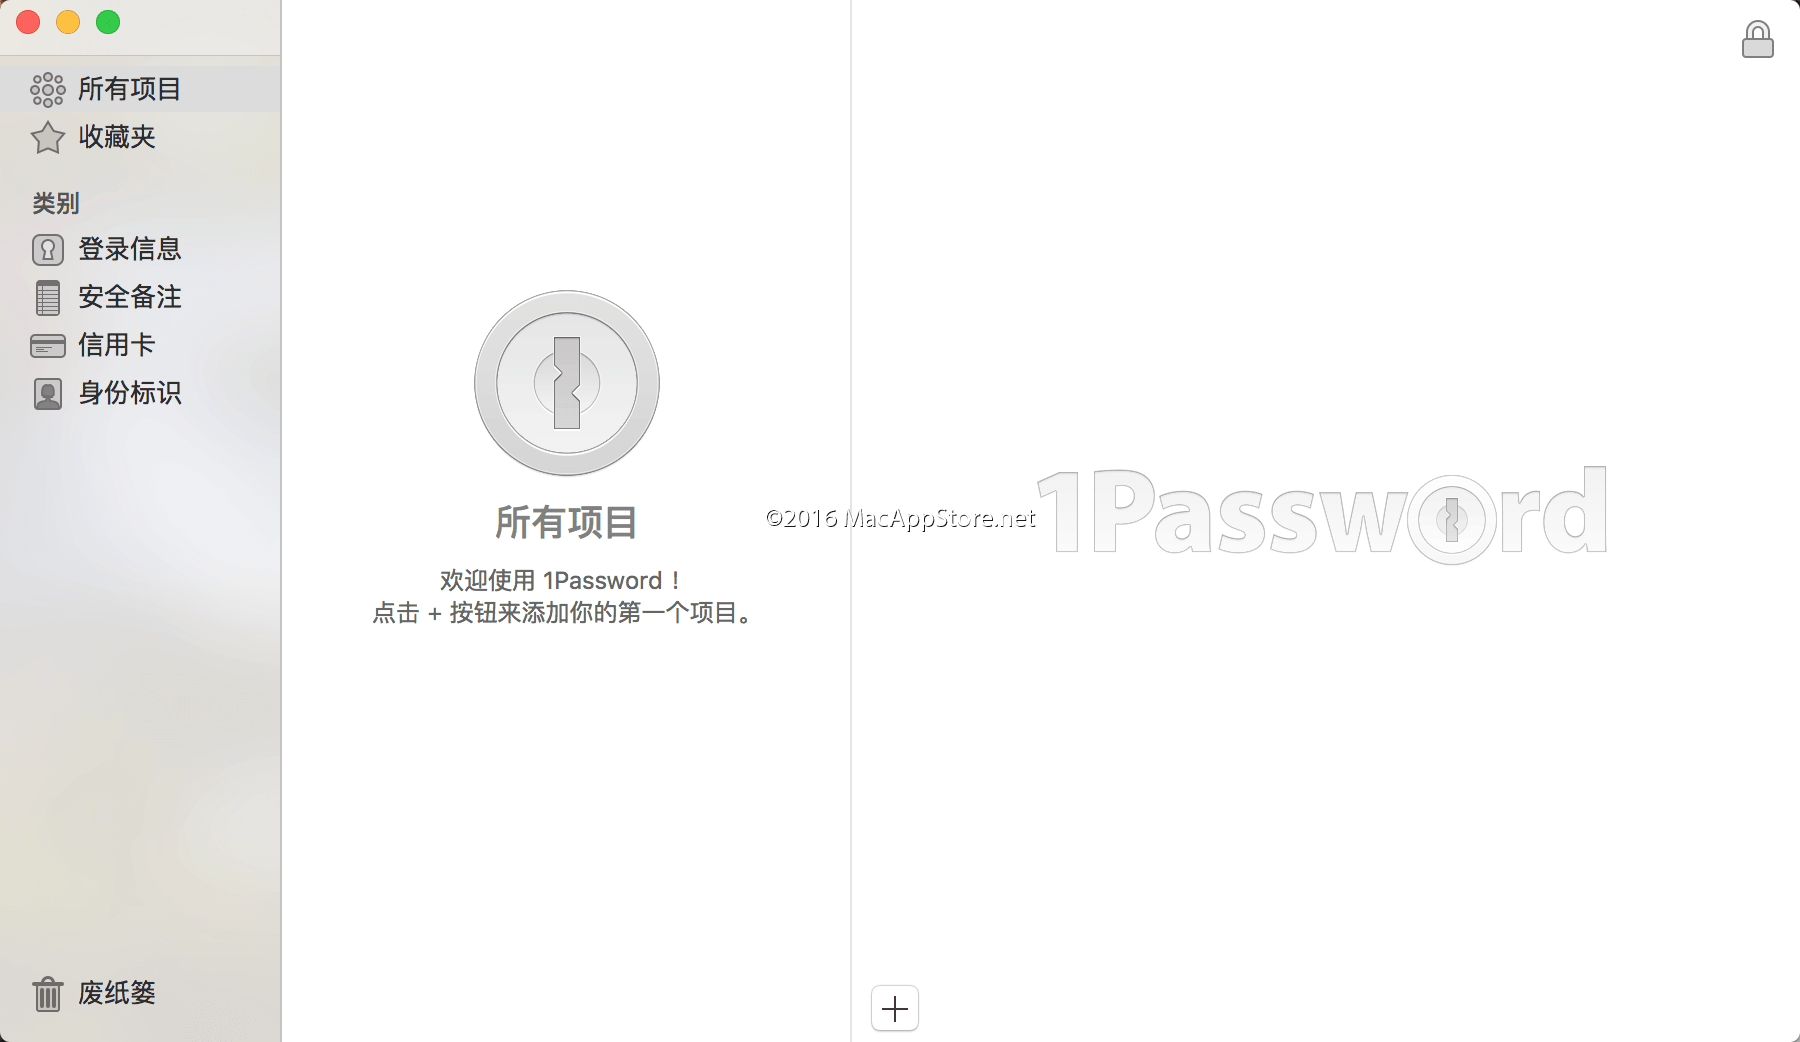 所有项目
收藏夹
类别
登录信息
安全备注
信用卡
身份标识
废纸篓
所有项目
欢迎使用 1Password！
点击 + 按钮来添加你的第一个项目。
©2016 MacAppStore.net
1Password